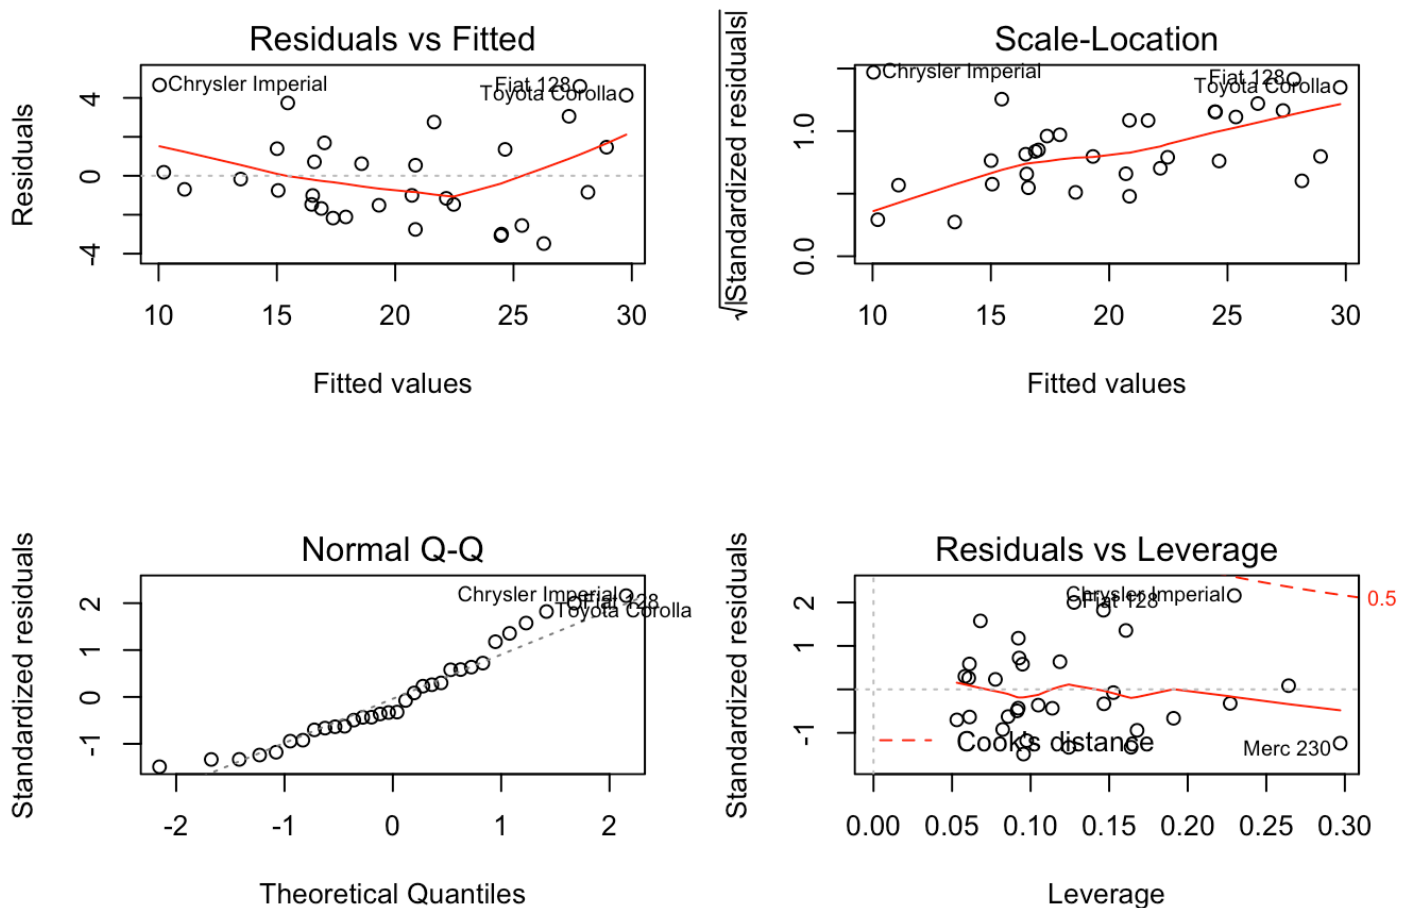 Residuals vs Fitted
Residuals
4
0
-4
Chrysler Imperial
Fiat 128
Toyota Corolla
10 15 20 25 30
Fitted values
Scale-Location
√|Standardized residuals|
1.0
0.0
Chrysler Imperial
Fiat 128
Toyota Corolla
10 15 20 25 30
Fitted values
Normal Q-Q
Standardized residuals
2
1
0
-1
Chrysler Imperial
Fiat 128
Toyota Corolla
-2 -1 0 1 2
Theoretical Quantiles
Residuals vs Leverage
Standardized residuals
2
1
-1
Chrysler Imperial
Fiat 128
0.5
Cook's distance
Merc 230
0.00 0.05 0.10 0.15 0.20 0.25 0.30
Leverage